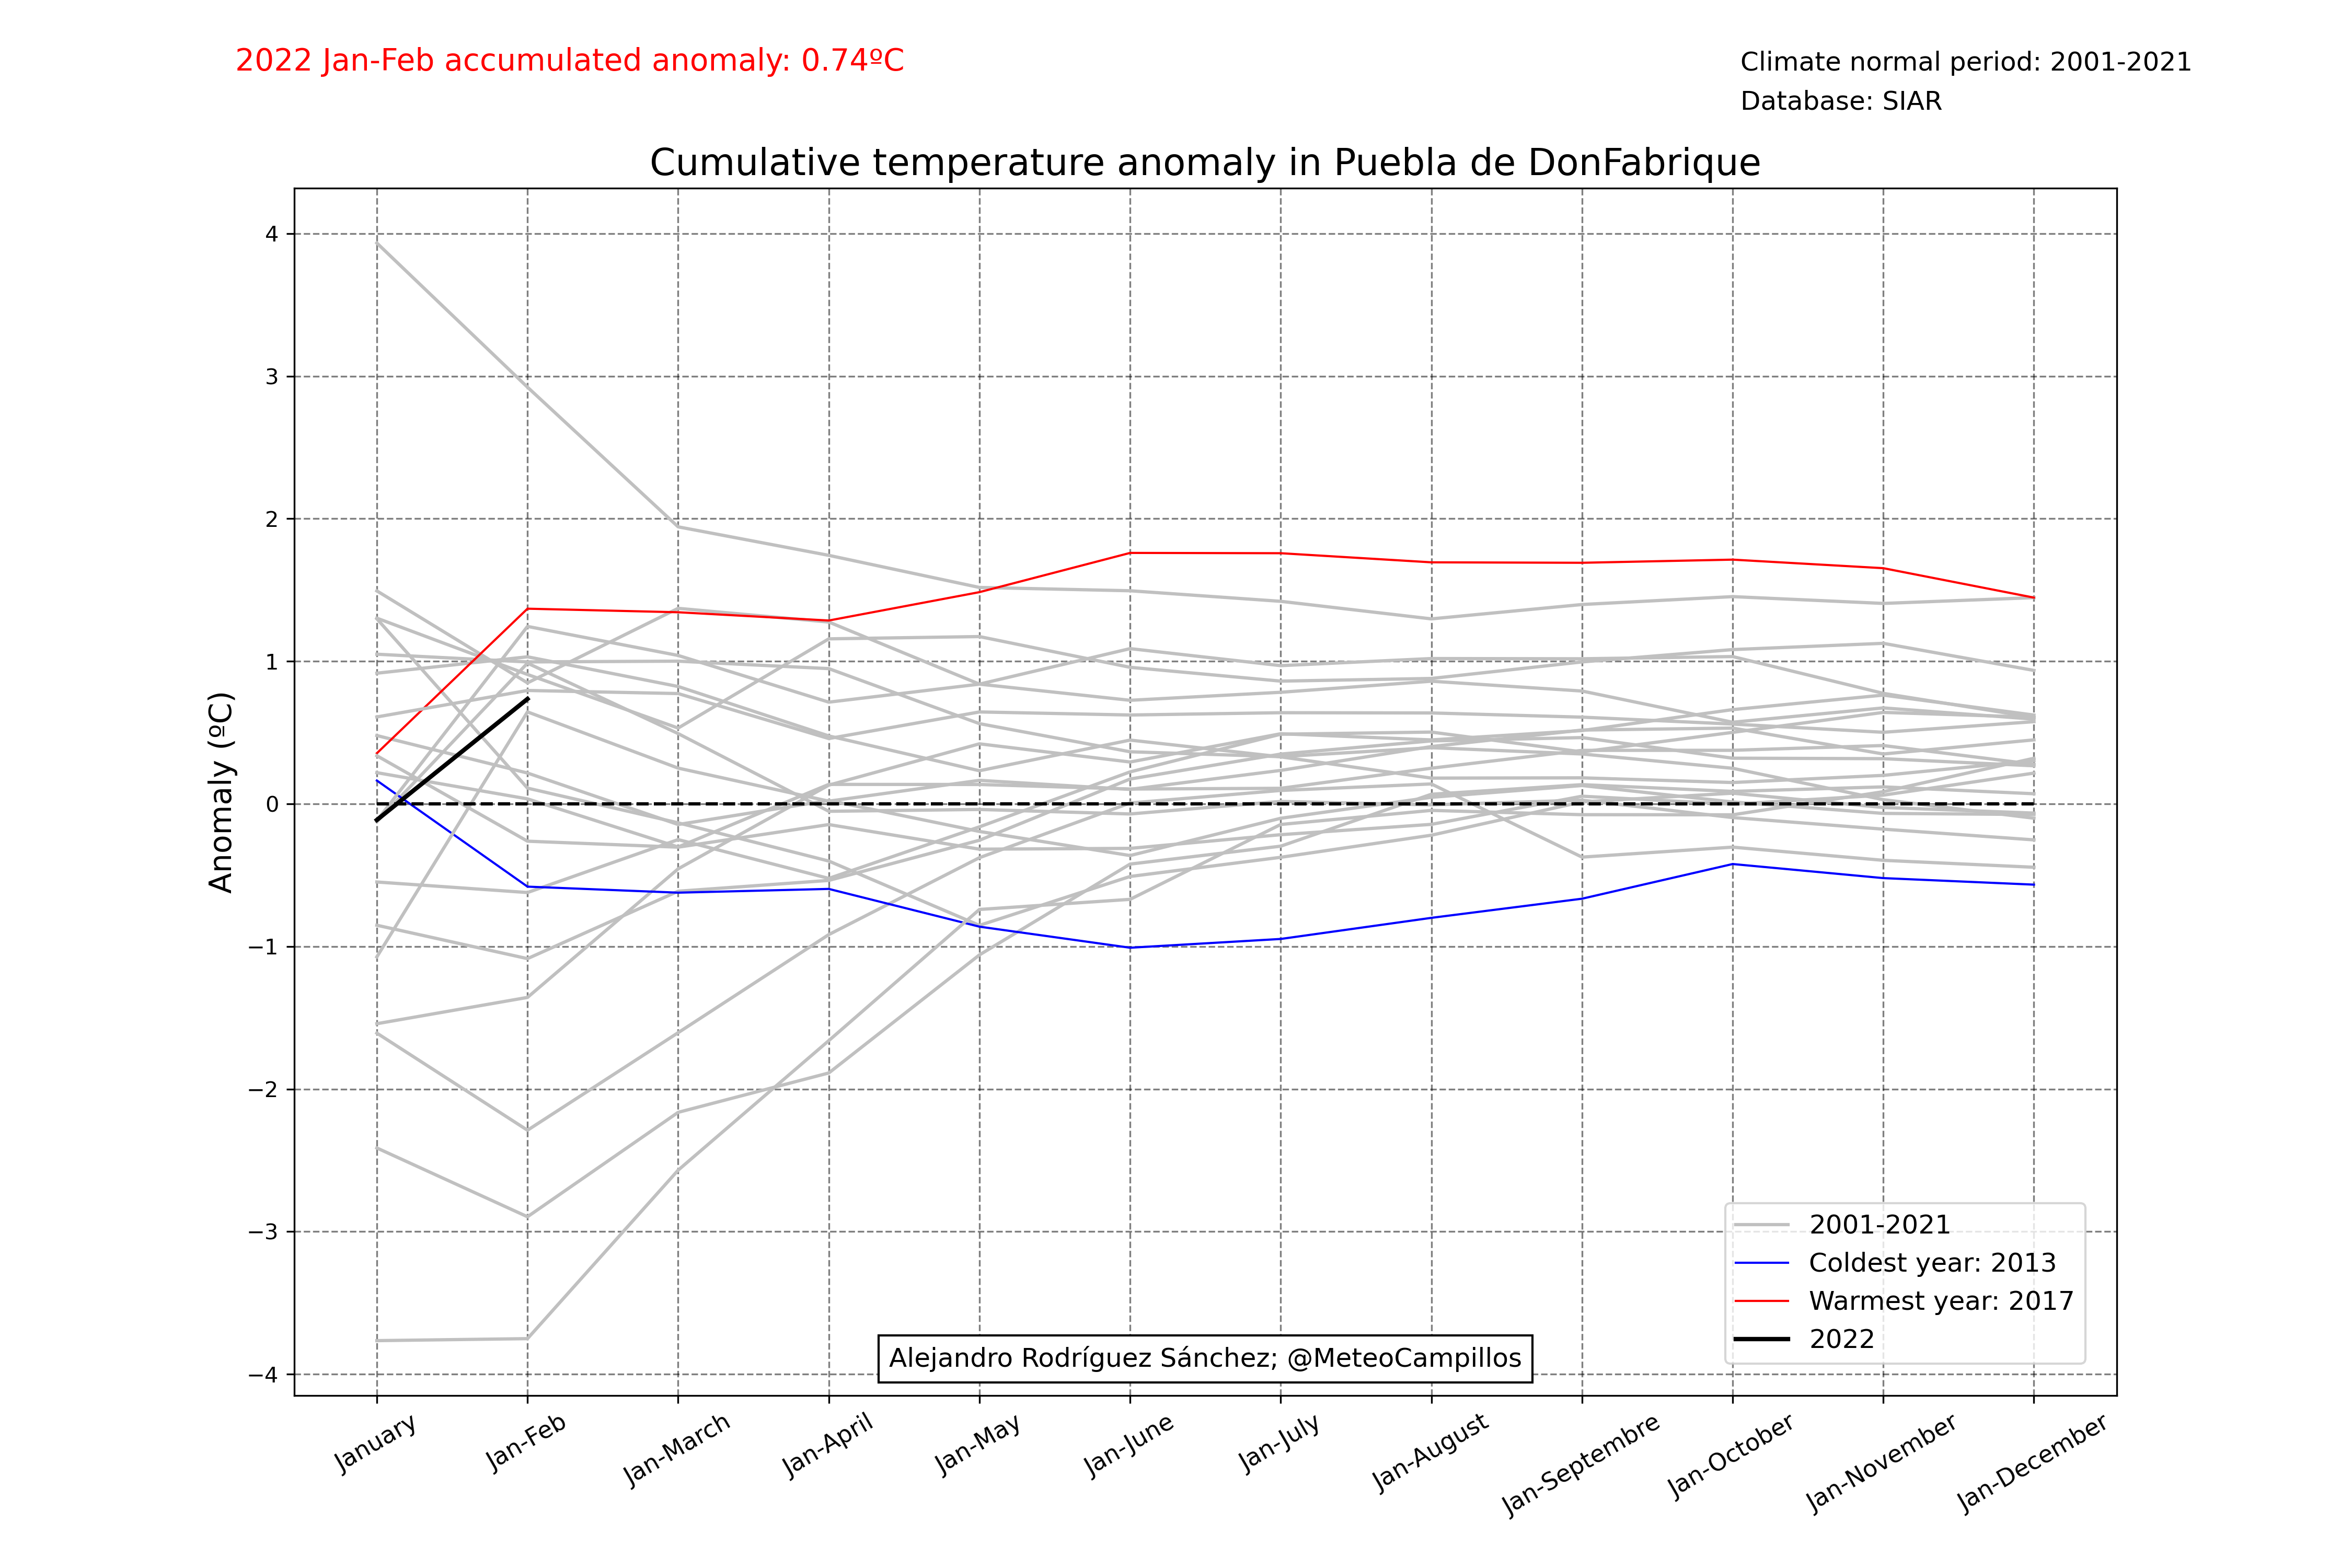 2022 Jan-Feb accumulated anomaly: 0.74ºC
Climate normal period: 2001-2021
Database: SIAR
Cumulative temperature anomaly in Puebla de DonFabrique
Anomaly (ºC)
4
3
2
1
0
−1
−2
−3
−4
2001-2021
Coldest year: 2013
Warmest year: 2017
2022
Alejandro Rodríguez Sánchez; @MeteoCampillos
January
Jan-Feb
Jan-March
Jan-April
Jan-May
Jan-June
Jan-July
Jan-August
Jan-Septembre
Jan-October
Jan-November
Jan-December